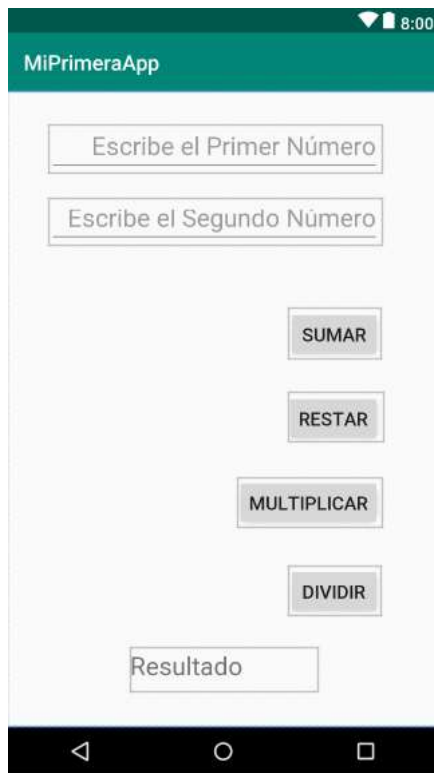 8:00
MiPrimeraApp
Escribe el Primer Número
Escribe el Segundo Número
SUMAR
RESTAR
MULTIPLICAR
DIVIDIR
Resultado